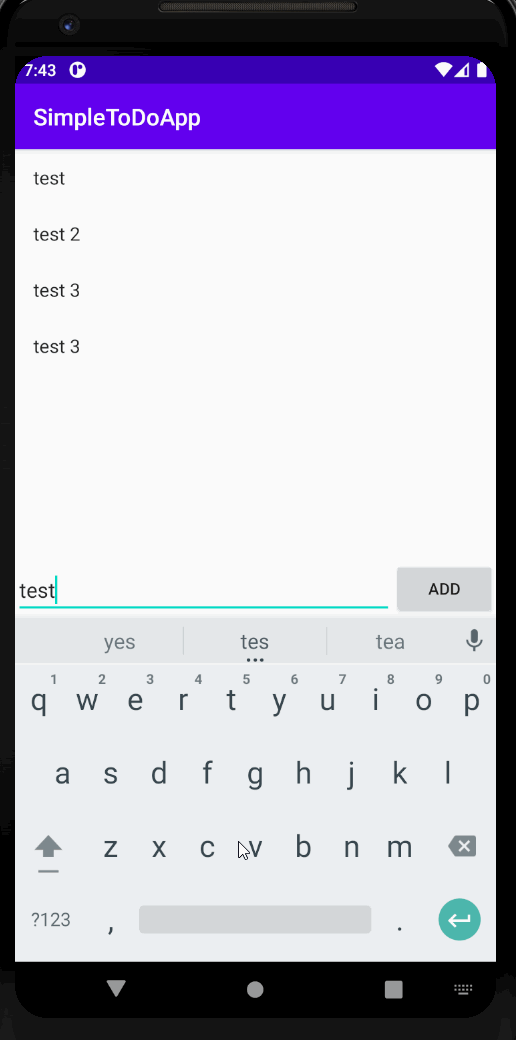 7:43
SimpleToDoApp
test
test 2
test 3
test 3
test
ADD
yes tes tea
1 2 3 4 5 6 7 8 9 0
q w e r t y u i o p
a s d f g h j k l
z x c v b n m
?123 , .